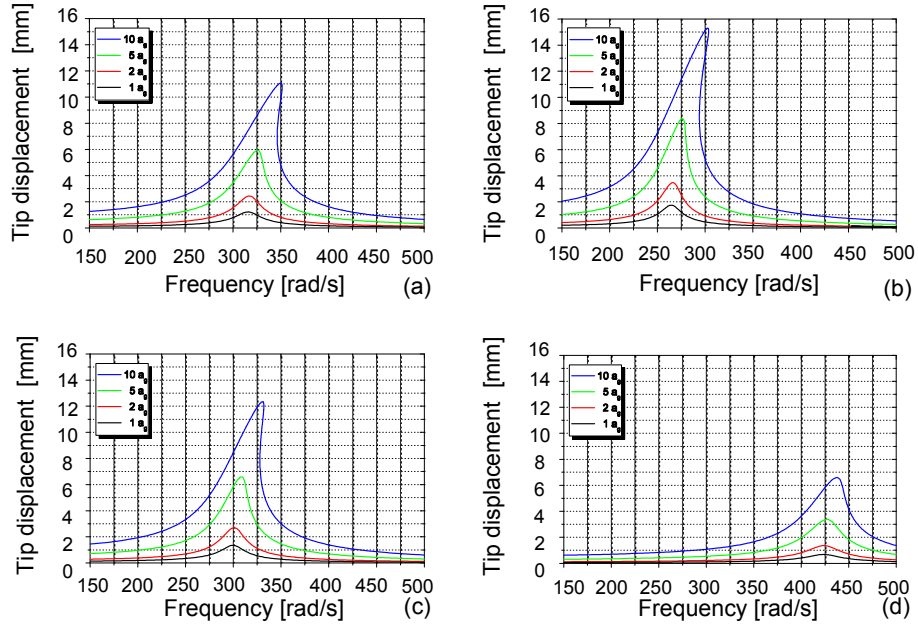 Tip displacement [mm]
16
14
12
10
8
6
4
2
0
10 a₀
5 a₀
2 a₀
1 a₀
150 200 250 300 350 400 450 500
Frequency [rad/s]
(a)
Tip displacement [mm]
16
14
12
10
8
6
4
2
0
10 a₀
5 a₀
2 a₀
1 a₀
150 200 250 300 350 400 450 500
Frequency [rad/s]
(b)
Tip displacement [mm]
16
14
12
10
8
6
4
2
0
10 a₀
5 a₀
2 a₀
1 a₀
150 200 250 300 350 400 450 500
Frequency [rad/s]
(c)
Tip displacement [mm]
16
14
12
10
8
6
4
2
0
10 a₀
5 a₀
2 a₀
1 a₀
150 200 250 300 350 400 450 500
Frequency [rad/s]
(d)